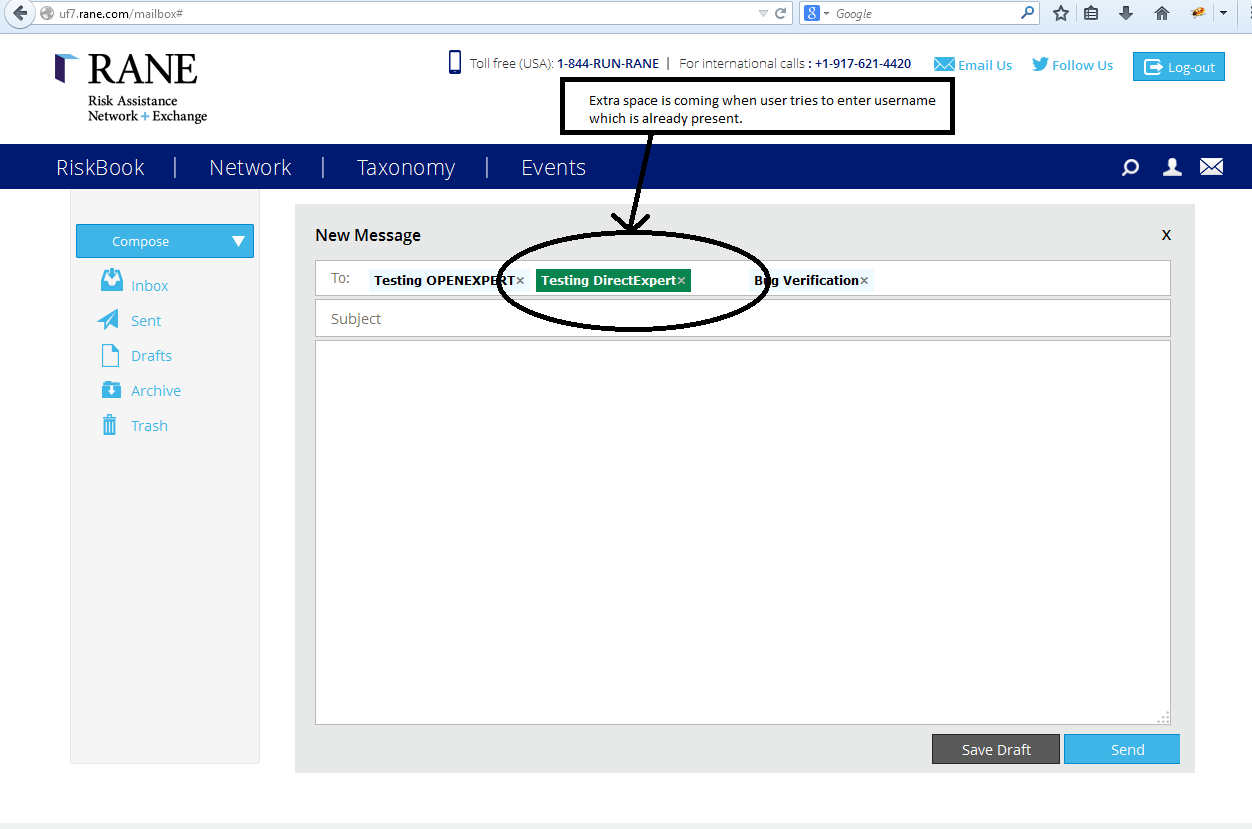 uf7.rane.com/mailbox#
8 Google
RANE
Risk Assistance
Network + Exchange
Toll free (USA): 1-844-RUN-RANE | For international calls : +1-917-621-4420
Email Us
Follow Us
Log-out
Extra space is coming when user tries to enter username
which is already present.
RiskBook | Network | Taxonomy | Events
Compose
Inbox
Sent
Drafts
Archive
Trash
New Message
X
To: Testing OPENEXPERT× Testing DirectExpert× Bug Verification×
Subject
Save Draft
Send